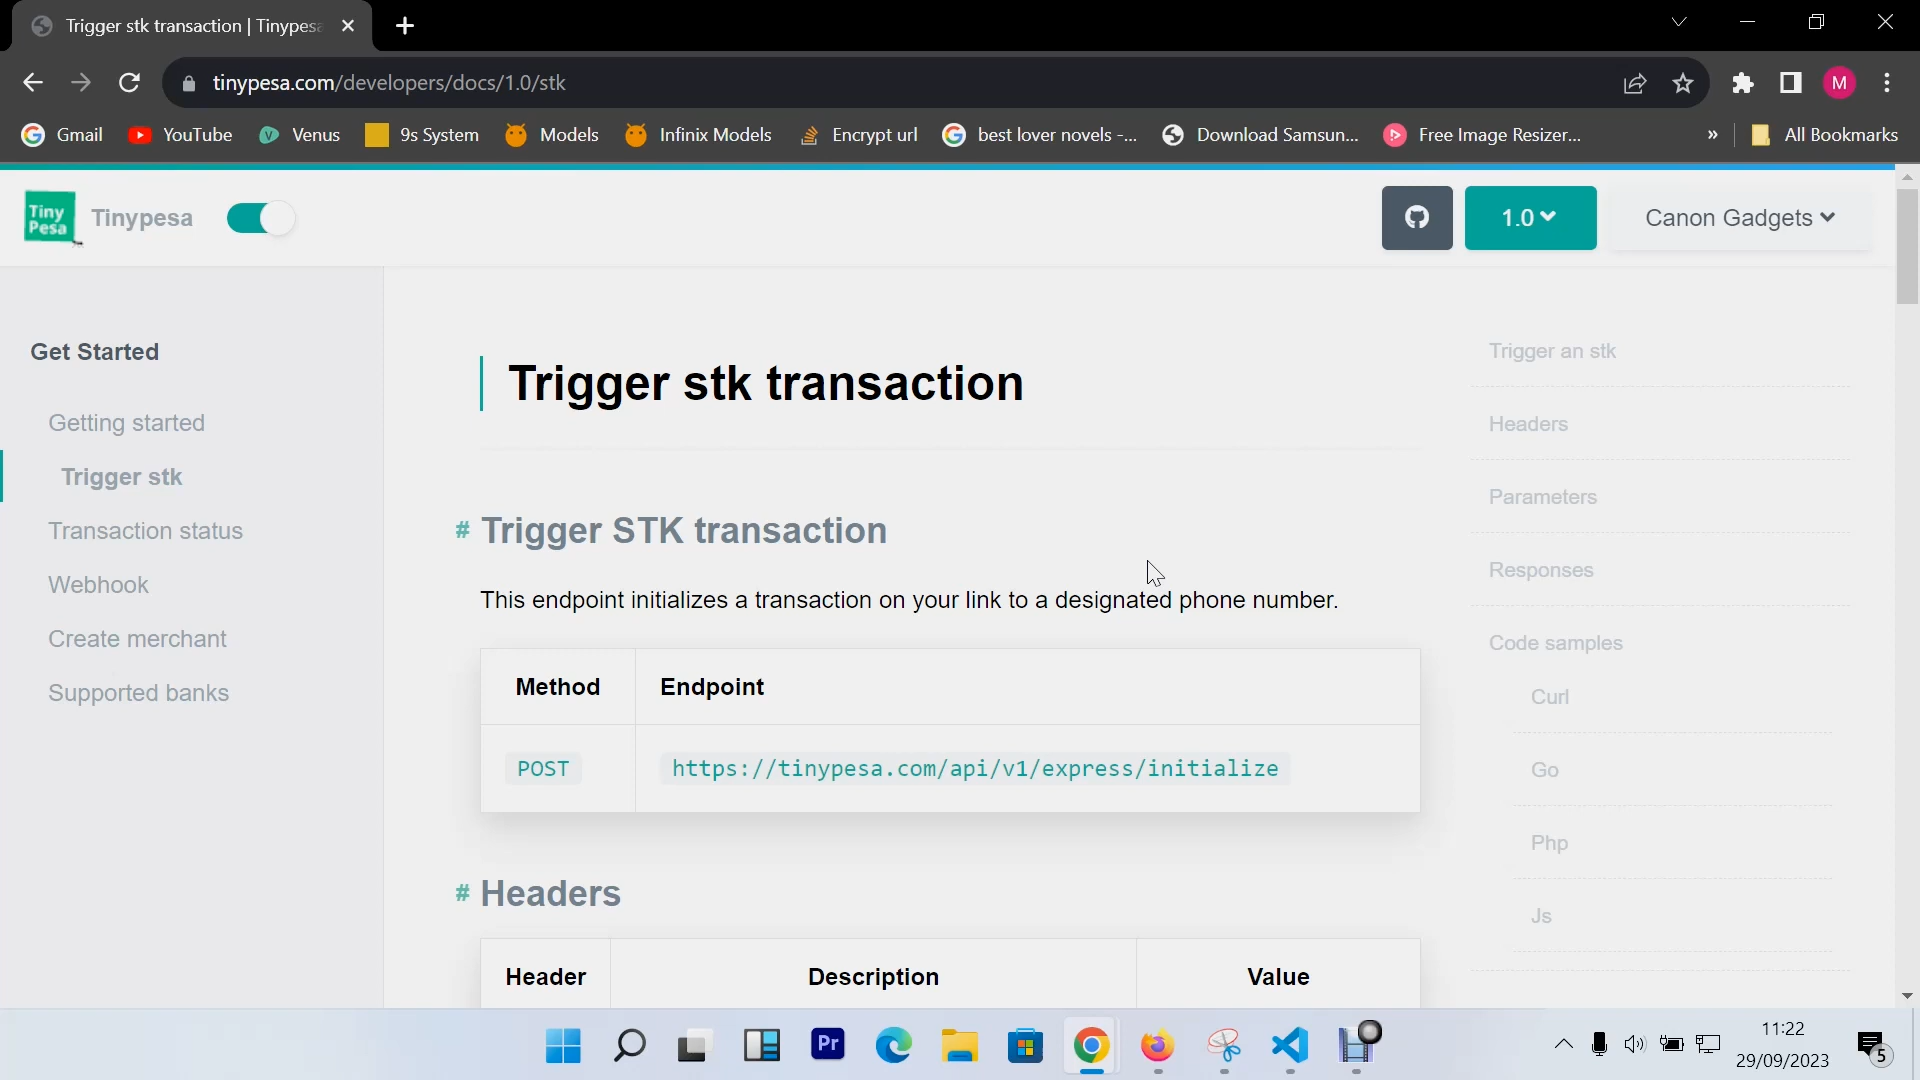 Trigger stk transaction | Tinypesa
tinypesa.com/developers/docs/1.0/stk
M
Gmail
YouTube
Venus
9s System
Models
Infinix Models
Encrypt url
best lover novels -...
Download Samsun...
Free Image Resizer...
»
All Bookmarks
Tiny
Pesa
Tinypesa
1.0
Canon Gadgets
Get Started
Getting started
Trigger stk
Transaction status
Webhook
Create merchant
Supported banks
Trigger stk transaction
# Trigger STK transaction
This endpoint initializes a transaction on your link to a designated phone number.
Method Endpoint
POST https://tinypesa.com/api/v1/express/initialize
# Headers
Header Description Value
Trigger an stk
Headers
Parameters
Responses
Code samples
Curl
Go
Php
Js
Pr
11:22
29/09/2023
5